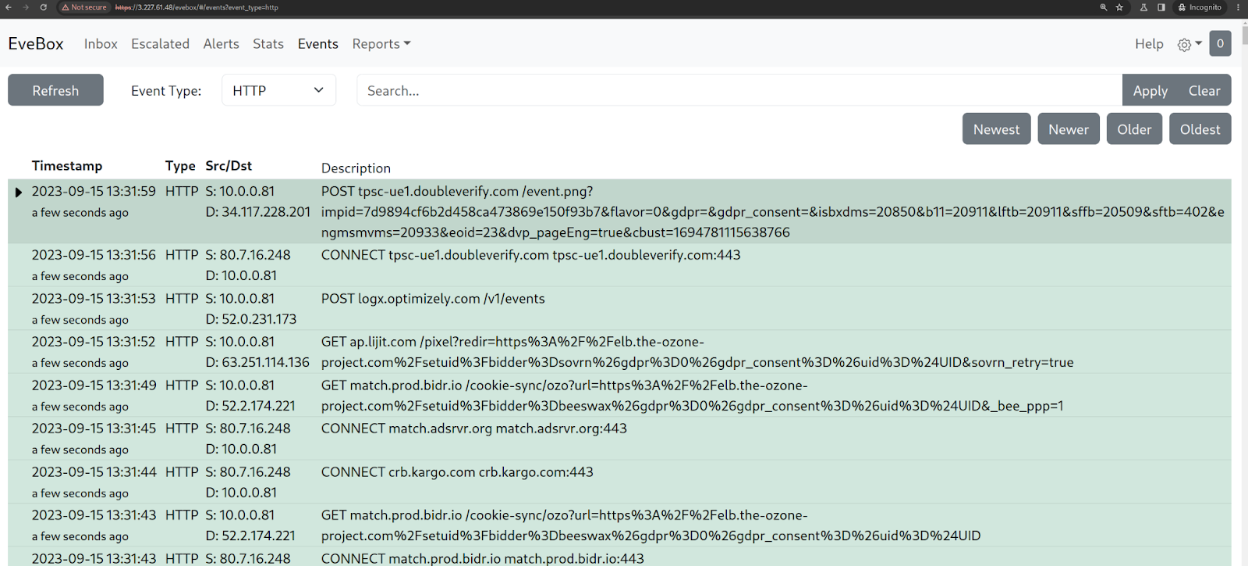 Not secure https://3.227.61.48/evebox/#/events?event_type=http Incognito
EveBox Inbox Escalated Alerts Stats Events Reports Help 0
Refresh Event Type: HTTP Search... Apply Clear
Newest Newer Older Oldest
Timestamp Type Src/Dst Description
2023-09-15 13:31:59 HTTP S: 10.0.0.81 POST tpsc-ue1.doubleverify.com /event.png?
a few seconds ago D: 34.117.228.201 impid=7d9894cf6b2d458ca473869e150f93b7&flavor=0&gdpr=&gdpr_consent=&isbxdms=20850&b11=20911&lftb=20911&sffb=20509&sftb=402&e
ngmsmvms=20933&eoid=23&dvp_pageEng=true&cbust=1694781115638766
2023-09-15 13:31:56 HTTP S: 80.7.16.248 CONNECT tpsc-ue1.doubleverify.com tpsc-ue1.doubleverify.com:443
a few seconds ago D: 10.0.0.81
2023-09-15 13:31:53 HTTP S: 10.0.0.81 POST logx.optimizely.com /v1/events
a few seconds ago D: 52.0.231.173
2023-09-15 13:31:52 HTTP S: 10.0.0.81 GET ap.lijit.com /pixel?redir=https%3A%2F%2Felb.the-ozone-
a few seconds ago D: 63.251.114.136 project.com%2Fsetuid%3Fbidder%3Dsovrn%26gdpr%3D0%26gdpr_consent%3D%26uid%3D%24UID&sovrn_retry=true
2023-09-15 13:31:49 HTTP S: 10.0.0.81 GET match.prod.bidr.io /cookie-sync/ozo?url=https%3A%2F%2Felb.the-ozone-
a few seconds ago D: 52.2.174.221 project.com%2Fsetuid%3Fbidder%3Dbeeswax%26gdpr%3D0%26gdpr_consent%3D%26uid%3D%24UID&_bee_ppp=1
2023-09-15 13:31:45 HTTP S: 80.7.16.248 CONNECT match.adsrvr.org match.adsrvr.org:443
a few seconds ago D: 10.0.0.81
2023-09-15 13:31:44 HTTP S: 80.7.16.248 CONNECT crb.kargo.com crb.kargo.com:443
a few seconds ago D: 10.0.0.81
2023-09-15 13:31:43 HTTP S: 10.0.0.81 GET match.prod.bidr.io /cookie-sync/ozo?url=https%3A%2F%2Felb.the-ozone-
a few seconds ago D: 52.2.174.221 project.com%2Fsetuid%3Fbidder%3Dbeeswax%26gdpr%3D0%26gdpr_consent%3D%26uid%3D%24UID
2023-09-15 13:31:43 HTTP S: 80.7.16.248 CONNECT match.prod.bidr.io match.prod.bidr.io:443